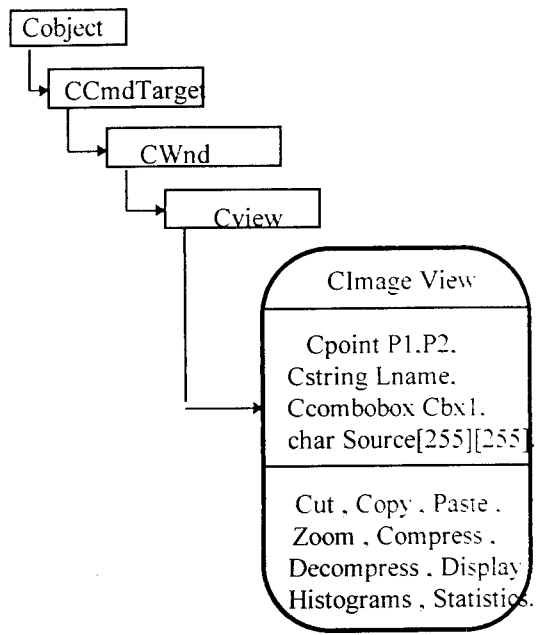 Cobject
CCmdTarget
CWnd
Cview
CImage View
Cpoint P1,P2,
Cstring Lname,
Ccombobox Cbx1,
char Source[255][255],
Cut , Copy , Paste ,
Zoom , Compress ,
Decompress , Display
Histograms , Statistics.